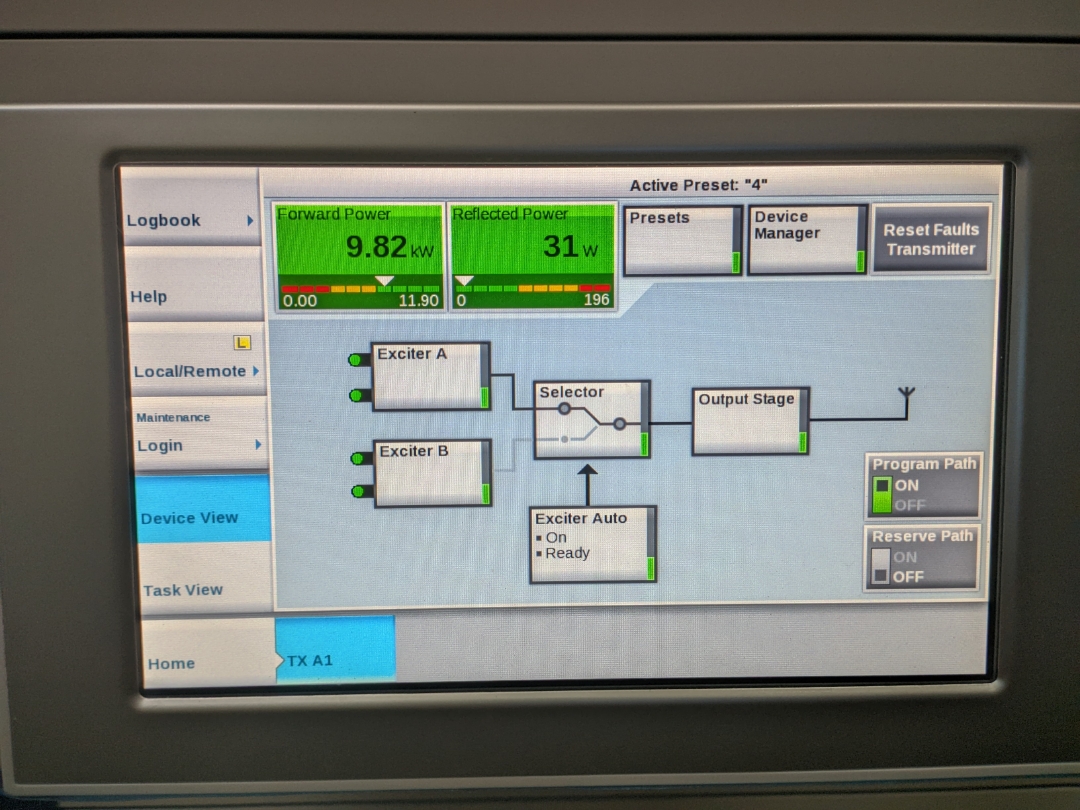 Active Preset: "4"
Logbook
Help
L
Local/Remote
Maintenance
Login
Device View
Task View
Home
TX A1
Forward Power
9.82 kW
0.00 11.90
Reflected Power
31 W
0 196
Presets
Device
Manager
Reset Faults
Transmitter
Exciter A
Exciter B
Selector
Output Stage
Exciter Auto
▪ On
▪ Ready
Program Path
ON
OFF
Reserve Path
ON
OFF